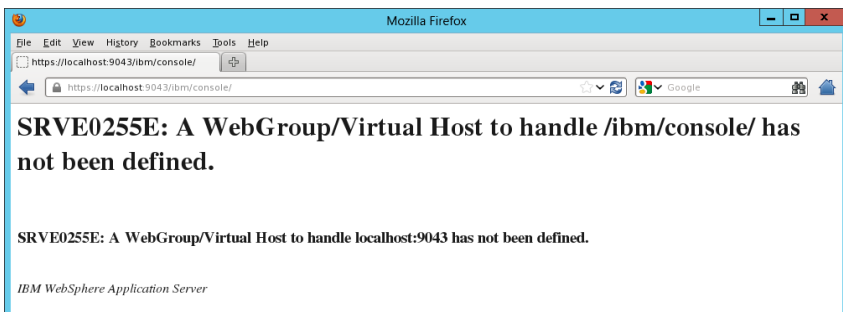 Mozilla Firefox
File Edit View History Bookmarks Tools Help
https://localhost:9043/ibm/console/
https://localhost:9043/ibm/console/ Google
SRVE0255E: A WebGroup/Virtual Host to handle /ibm/console/ has
not been defined.
SRVE0255E: A WebGroup/Virtual Host to handle localhost:9043 has not been defined.
IBM WebSphere Application Server